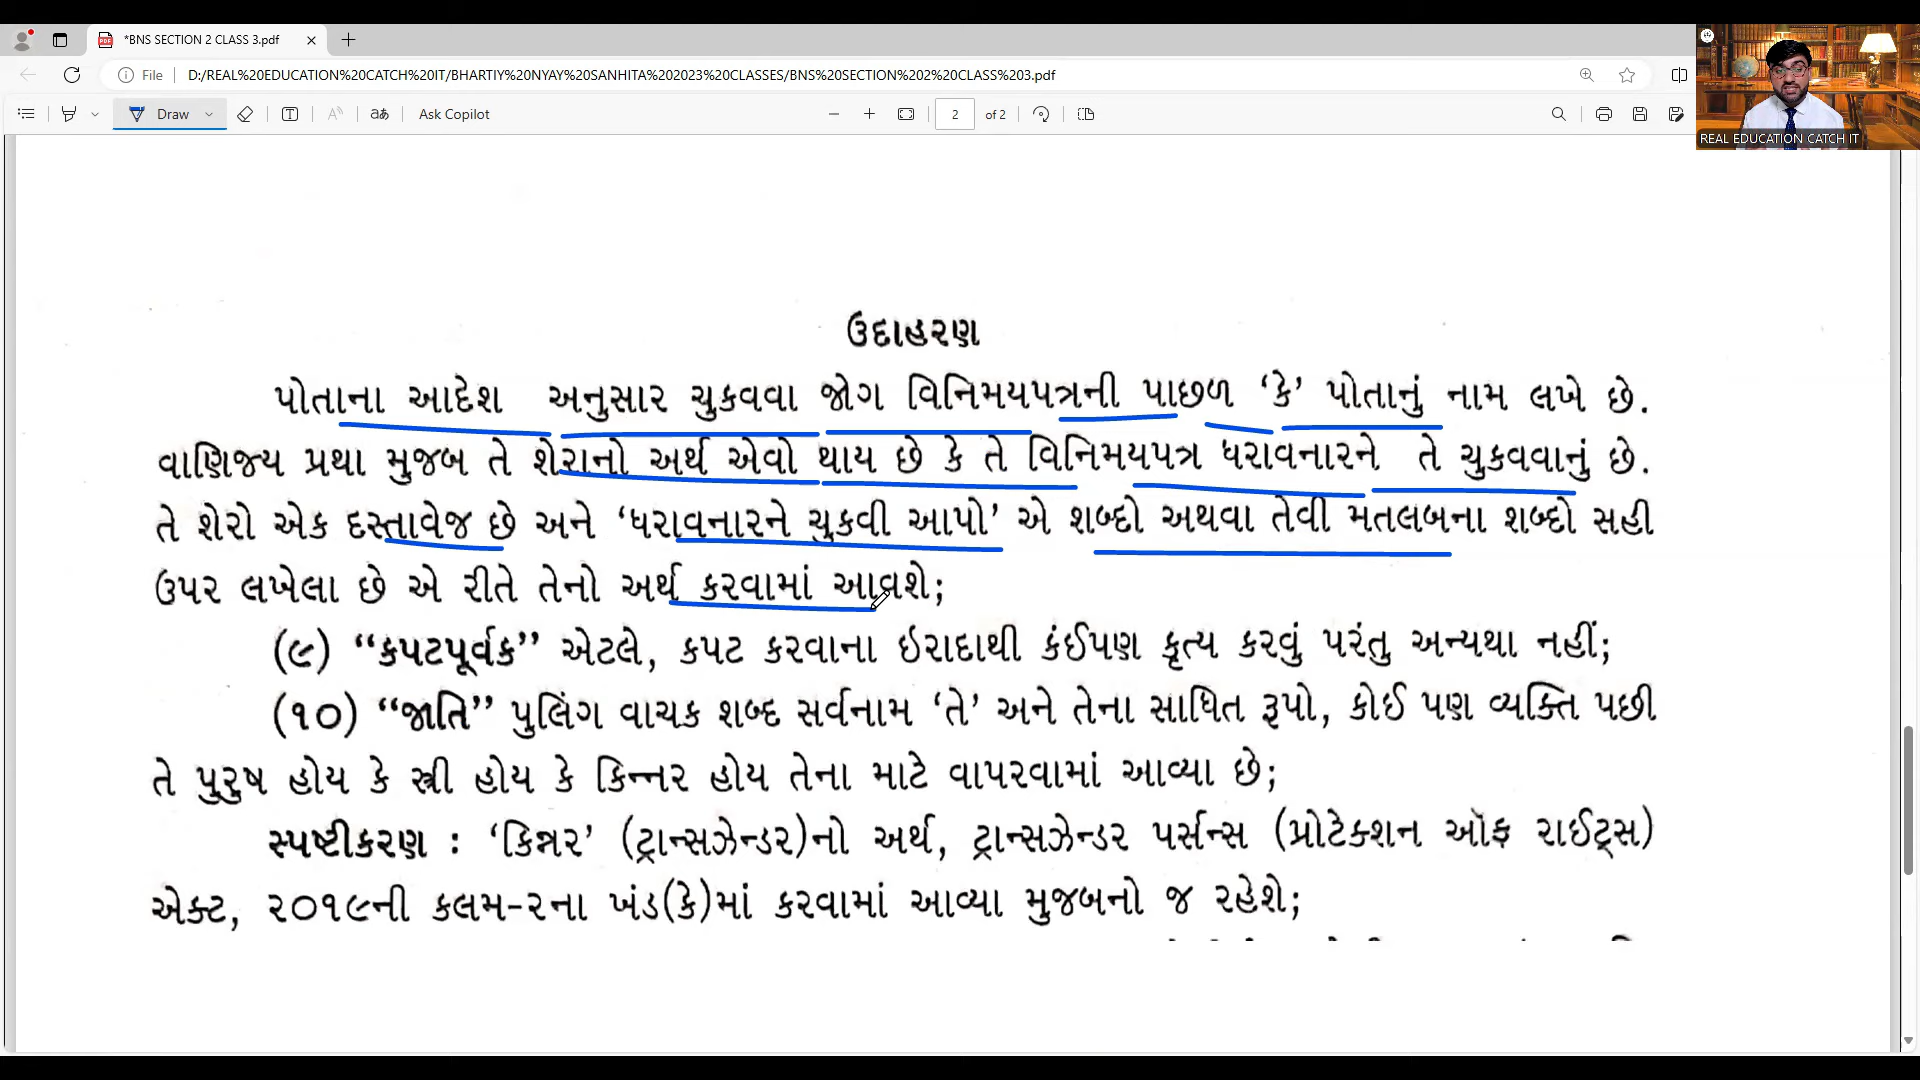 *BNS SECTION 2 CLASS 3.pdf
File D:/REAL%20EDUCATION%20CATCH%20IT/BHARTIY%20NYAY%20SANHITA%202023%20CLASSES/BNS%20SECTION%202%20CLASS%203.pdf
Draw Ask Copilot 2 of 2
REAL EDUCATION CATCH IT
ઉદાહરણ
પોતાના આદેશ અનુસાર ચુકવવા જોગ વિનિમયપત્રની પાછળ ‘કે’ પોતાનું નામ લખે છે.
વાણિજ્ય પ્રથા મુજબ તે શેરાનો અર્થ એવો થાય છે કે તે વિનિમયપત્ર ધરાવનારને તે ચુકવવાનું છે.
તે શેરો એક દસ્તાવેજ છે અને ‘ધરાવનારને ચુકવી આપો’ એ શબ્દો અથવા તેવી મતલબના શબ્દો સહી
ઉપર લખેલા છે એ રીતે તેનો અર્થ કરવામાં આવશે;
(૯) “કપટપૂર્વક” એટલે, કપટ કરવાના ઇરાદાથી કંઈપણ કૃત્ય કરવું પરંતુ અન્યથા નહીં;
(૧૦) “જાતિ” પુલિંગ વાચક શબ્દ સર્વનામ ‘તે’ અને તેના સાધિત રૂપો, કોઈ પણ વ્યક્તિ પછી
તે પુરુષ હોય કે સ્ત્રી હોય કે કિન્નર હોય તેના માટે વાપરવામાં આવ્યા છે;
સ્પષ્ટીકરણ : ‘કિન્નર’ (ટ્રાન્સઝેન્ડર)નો અર્થ, ટ્રાન્સઝેન્ડર પર્સન્સ (પ્રોટેક્શન ઑફ રાઈટ્સ)
એક્ટ, ૨૦૧૯ની કલમ-૨ના ખંડ(કે)માં કરવામાં આવ્યા મુજબનો જ રહેશે;